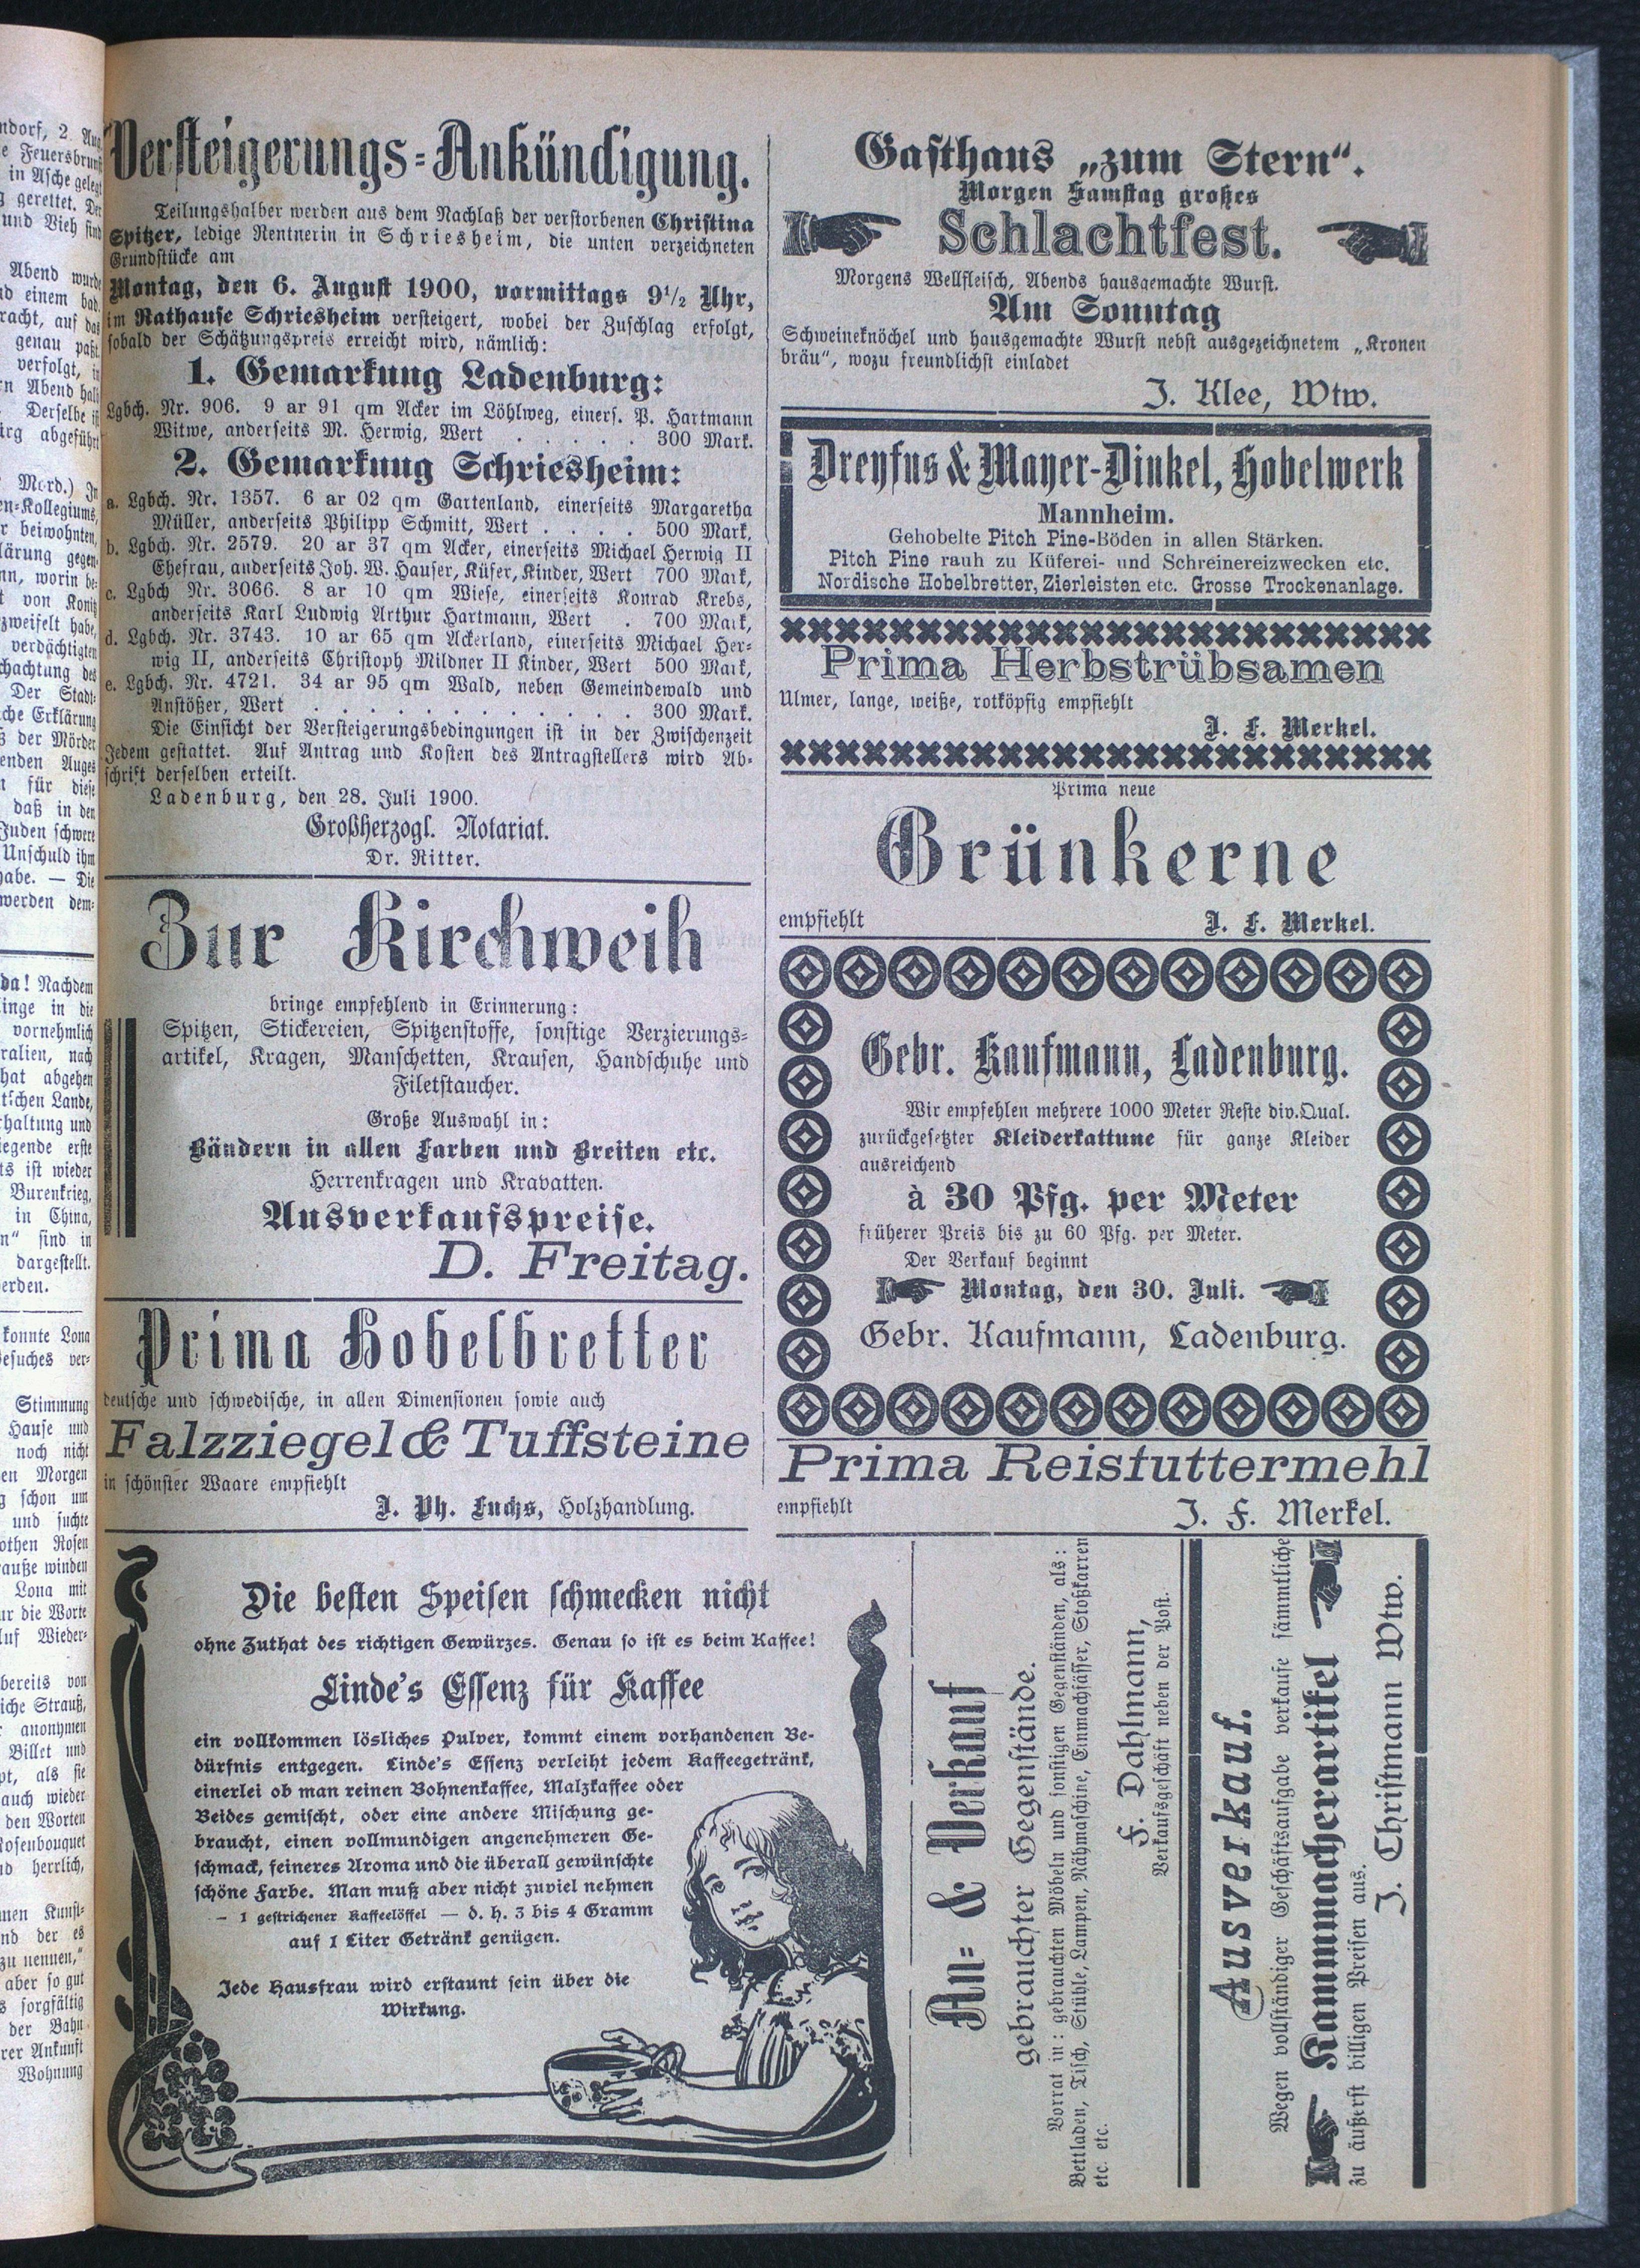 Versteigerungs-Ankündigung.
Teilungshalber werden aus dem Nachlaß der verstorbenen Christina
Spitzer, ledige Rentnerin in Schriesheim, die unten verzeichneten
Grundstücke am
Montag, den 6. August 1900, vormittags 9½ Uhr,
im Rathause Schriesheim versteigert, wobei der Zuschlag erfolgt,
sobald der Schätzungspreis erreicht wird, nämlich:
1. Gemarkung Ladenburg:
Lgbch. Nr. 906. 9 ar 91 qm Acker im Löhlweg, einers. P. Hartmann
Witwe, anderseits M. Herwig, Wert . . . . . 300 Mark.
2. Gemarkung Schriesheim:
a. Lgbch. Nr. 1357. 6 ar 02 qm Gartenland, einerseits Margaretha
Müller, anderseits Philipp Schmitt, Wert . . . . 500 Mark,
b. Lgbch. Nr. 2579. 20 ar 37 qm Acker, einerseits Michael Herwig II
Ehefrau, anderseits Joh. W. Hauser, Küfer, Kinder, Wert 700 Mark,
c. Lgbch Nr. 3066. 8 ar 10 qm Wiese, einerseits Konrad Krebs,
anderseits Karl Ludwig Arthur Hartmann, Wert . 700 Mark,
d. Lgbch. Nr. 3743. 10 ar 65 qm Ackerland, einerseits Michael Her-
wig II, anderseits Christoph Mildner II Kinder, Wert 500 Mark,
e. Lgbch. Nr. 4721. 34 ar 95 qm Wald, neben Gemeindewald und
Anstößer, Wert . . . . . . . . . . . . 300 Mark.
Die Einsicht der Versteigerungsbedingungen ist in der Zwischenzeit
Jedem gestattet. Auf Antrag und Kosten des Antragstellers wird Ab-
schrift derselben erteilt.
Ladenburg, den 28. Juli 1900.
Großherzogl. Notariat.
Dr. Ritter.
Zur Kirchweih
bringe empfehlend in Erinnerung:
Spitzen, Stickereien, Spitzenstoffe, sonstige Verzierungs-
artikel, Kragen, Manschetten, Krausen, Handschuhe und
Filetstaucher.
Große Auswahl in:
Bändern in allen Farben und Breiten etc.
Herrenkragen und Kravatten.
Ausverkaufspreise.
D. Freitag.
Prima Hobelbretter
deutsche und schwedische, in allen Dimensionen sowie auch
Falzziegel & Tuffsteine
in schönster Waare empfiehlt
J. Ph. Fuchs, Holzhandlung.
Gasthaus „zum Stern“.
Morgen Samstag großes
Schlachtfest.
Morgens Wellfleisch, Abends hausgemachte Wurst.
Am Sonntag
Schweineknöchel und hausgemachte Wurst nebst ausgezeichnetem „Kronen
bräu“, wozu freundlichst einladet
J. Klee, Wtw.
Dreyfus & Mayer-Dinkel, Hobelwerk
Mannheim.
Gehobelte Pitch Pine-Böden in allen Stärken.
Pitch Pine rauh zu Küferei- und Schreinereizwecken etc.
Nordische Hobelbretter, Zierleisten etc. Grosse Trockenanlage.
Prima Herbstrübsamen
Ulmer, lange, weiße, rotköpfig empfiehlt
J. F. Merkel.
Prima neue
Grünkerne
empfiehlt J. F. Merkel.
Gebr. Kaufmann, Ladenburg.
Wir empfehlen mehrere 1000 Meter Reste div. Qual.
zurückgesetzter Kleiderkattune für ganze Kleider
ausreichend
à 30 Pfg. per Meter
früherer Preis bis zu 60 Pfg. per Meter.
Der Verkauf beginnt
Montag, den 30. Juli.
Gebr. Kaufmann, Ladenburg.
Prima Reisfuttermehl
empfiehlt J. F. Merkel.
Die besten Speisen schmecken nicht
ohne Zuthat des richtigen Gewürzes. Genau so ist es beim Kaffee!
Linde's Essenz für Kaffee
ein vollkommen lösliches Pulver, kommt einem vorhandenen Be-
dürfnis entgegen. Linde's Essenz verleiht jedem Kaffeegetränk,
einerlei ob man reinen Bohnenkaffee, Malzkaffee oder
Beides gemischt, oder eine andere Mischung ge-
braucht, einen vollmundigen angenehmeren Ge-
schmack, feineres Aroma und die überall gewünschte
schöne Farbe. Man muß aber nicht zuviel nehmen
– 1 gestrichener Kaffeelöffel — d. h. 3 bis 4 Gramm
auf 1 Liter Getränk genügen.
Jede Hausfrau wird erstaunt sein über die
Wirkung.
An- & Verkauf
gebrauchter Gegenstände.
Vorrat in: gebrauchten Möbeln und sonstigen Gegenständen, als:
Bettladen, Tisch, Stühle, Lampen, Nähmaschine, Einmachfässer, Stoßkarren
etc. etc.
F. Dahlmann,
Verkaufsgeschäft neben der Post.
Ausverkauf.
Wegen vollständiger Geschäftsaufgabe verkaufe sämmtliche
Kammmacherartikel
zu äußerst billigen Preisen aus.
J. Christmann Wtw.